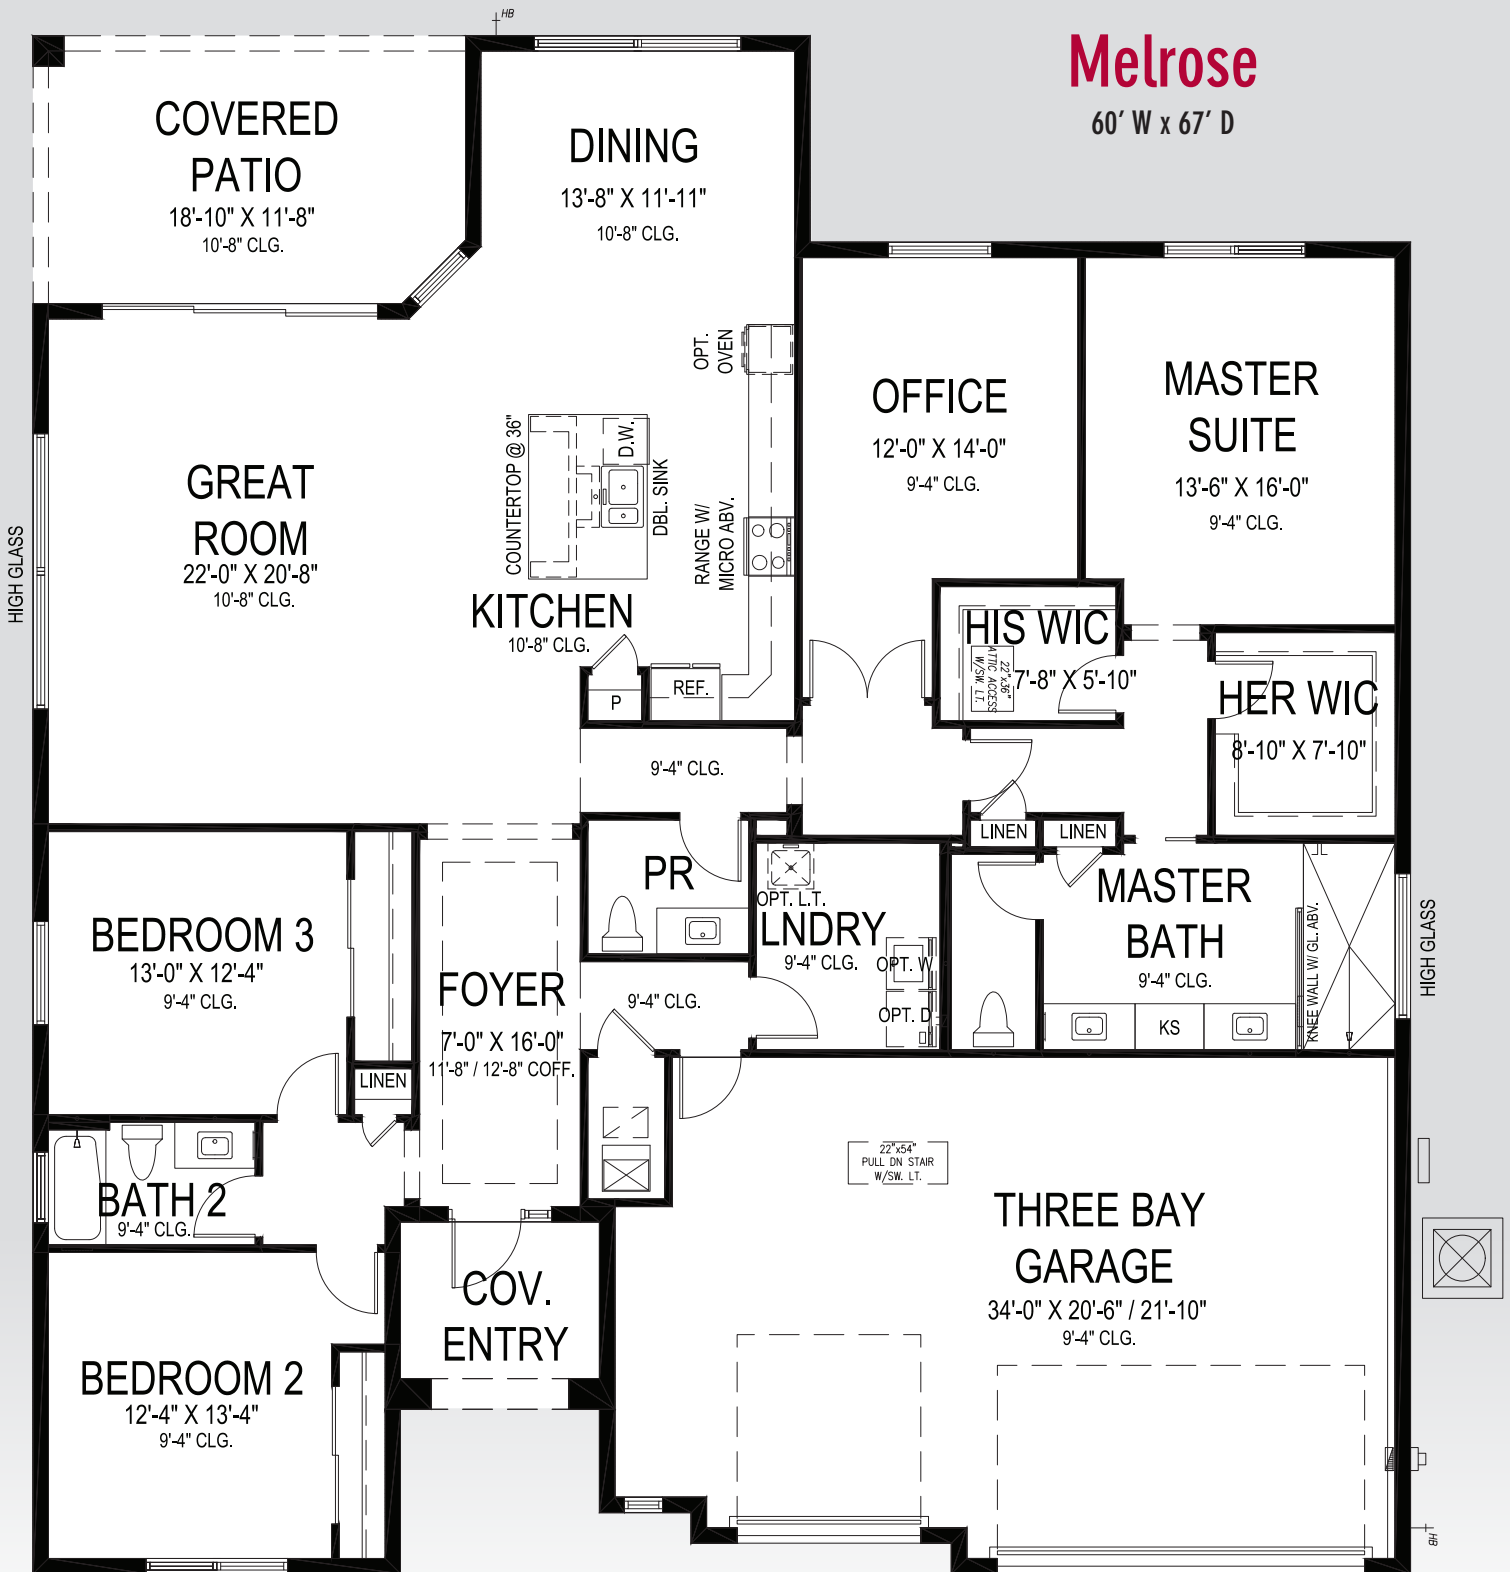 HB
Melrose
60' W x 67' D
COVERED
PATIO
18'-10" X 11'-8"
10'-8" CLG.
DINING
13'-8" X 11'-11"
10'-8" CLG.
OPT.
OVEN
OFFICE
12'-0" X 14'-0"
9'-4" CLG.
MASTER
SUITE
13'-6" X 16'-0"
9'-4" CLG.
HIGH GLASS
GREAT
ROOM
22'-0" X 20'-8"
10'-8" CLG.
COUNTERTOP @ 36"
D.W.
DBL. SINK
RANGE W/
MICRO ABV.
KITCHEN
10'-8" CLG.
P
REF.
HIS WIC
7'-8" X 5'-10"
22"x36"
ATTIC ACCESS
W/SW. LT.
HER WIC
8'-10" X 7'-10"
9'-4" CLG.
LINEN
LINEN
PR
OPT. L.T.
LNDRY
9'-4" CLG.
OPT. W
OPT. D
MASTER
BATH
9'-4" CLG.
KS
KNEE WALL W/ GL. ABV.
HIGH GLASS
BEDROOM 3
13'-0" X 12'-4"
9'-4" CLG.
FOYER
7'-0" X 16'-0"
11'-8" / 12'-8" COFF.
9'-4" CLG.
LINEN
BATH 2
9'-4" CLG.
22"x54"
PULL DN STAIR
W/SW. LT.
THREE BAY
GARAGE
34'-0" X 20'-6" / 21'-10"
9'-4" CLG.
COV.
ENTRY
BEDROOM 2
12'-4" X 13'-4"
9'-4" CLG.
HB